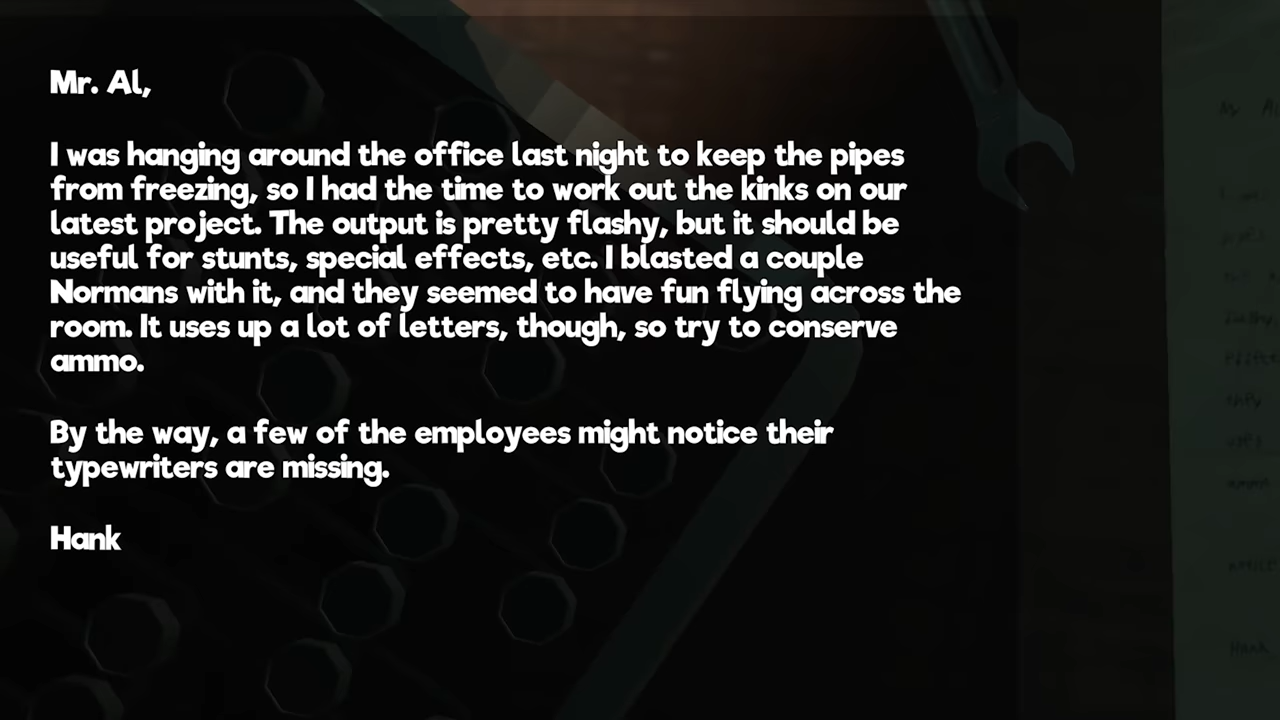 Mr. Al,
I was hanging around the office last night to keep the pipes
from freezing, so I had the time to work out the kinks on our
latest project. The output is pretty flashy, but it should be
useful for stunts, special effects, etc. I blasted a couple
Normans with it, and they seemed to have fun flying across the
room. It uses up a lot of letters, though, so try to conserve
ammo.
By the way, a few of the employees might notice their
typewriters are missing.
Hank